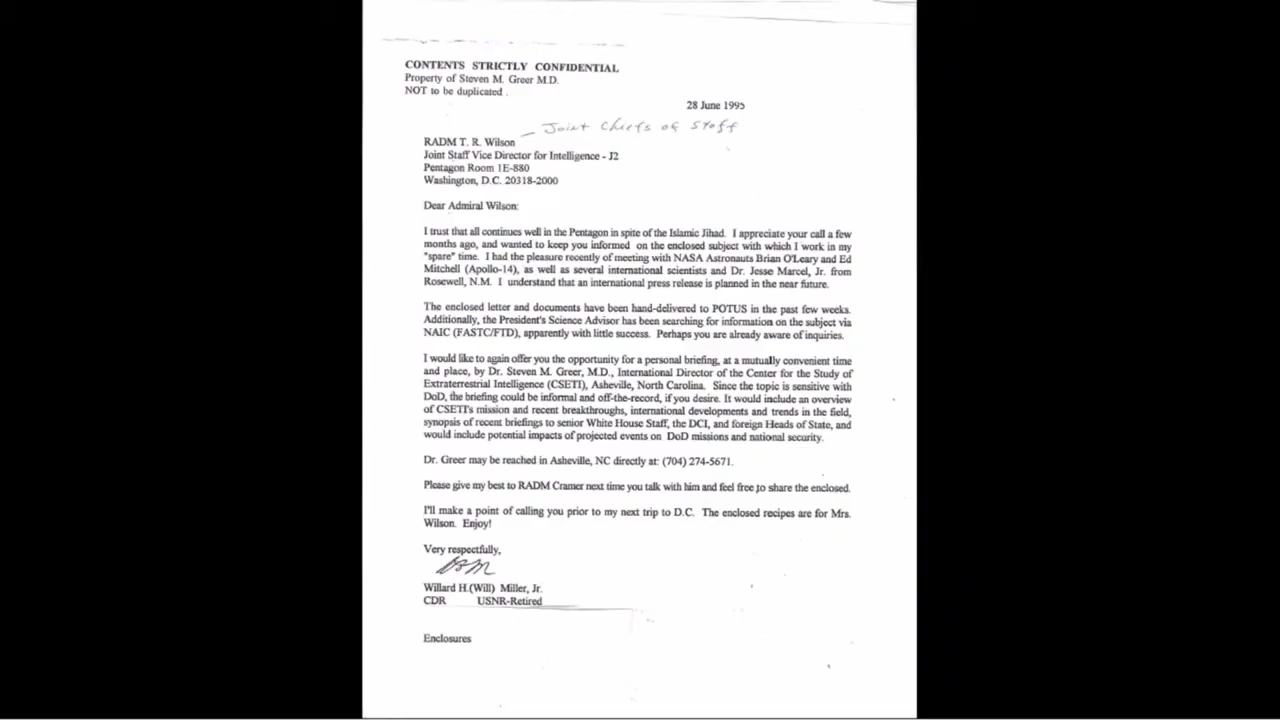 CONTENTS STRICTLY CONFIDENTIAL
Property of Steven M. Greer M.D.
NOT to be duplicated .
28 June 1995
– Joint Chiefs of Staff
RADM T. R. Wilson
Joint Staff Vice Director for Intelligence - J2
Pentagon Room 1E-880
Washington, D.C. 20318-2000
Dear Admiral Wilson:
I trust that all continues well in the Pentagon in spite of the Islamic Jihad. I appreciate your call a few
months ago, and wanted to keep you informed on the enclosed subject with which I work in my
"spare" time. I had the pleasure recently of meeting with NASA Astronauts Brian O'Leary and Ed
Mitchell (Apollo-14), as well as several international scientists and Dr. Jesse Marcel, Jr. from
Rosewell, N.M. I understand that an international press release is planned in the near future.
The enclosed letter and documents have been hand-delivered to POTUS in the past few weeks.
Additionally, the President's Science Advisor has been searching for information on the subject via
NAIC (FASTC/FTD), apparently with little success. Perhaps you are already aware of inquiries.
I would like to again offer you the opportunity for a personal briefing, at a mutually convenient time
and place, by Dr. Steven M. Greer, M.D., International Director of the Center for the Study of
Extraterrestrial Intelligence (CSETI), Asheville, North Carolina. Since the topic is sensitive with
DoD, the briefing could be informal and off-the-record, if you desire. It would include an overview
of CSETI's mission and recent breakthroughs, international developments and trends in the field,
synopsis of recent briefings to senior White House Staff, the DCI, and foreign Heads of State, and
would include potential impacts of projected events on DoD missions and national security.
Dr. Greer may be reached in Asheville, NC directly at: (704) 274-5671.
Please give my best to RADM Cramer next time you talk with him and feel free to share the enclosed.
I'll make a point of calling you prior to my next trip to D.C. The enclosed recipes are for Mrs.
Wilson. Enjoy!
Very respectfully,
Willard H.(Will) Miller, Jr.
CDR USNR-Retired
Enclosures